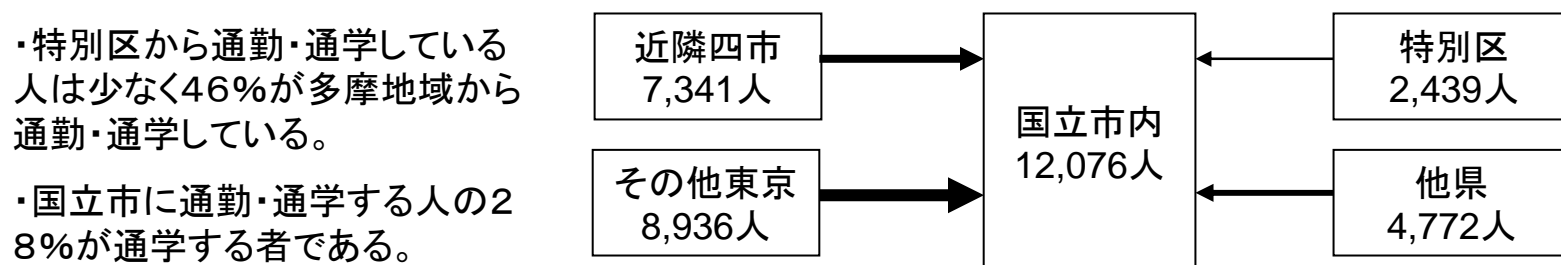 ・特別区から通勤・通学している
人は少なく46%が多摩地域から
通勤・通学している。
・国立市に通勤・通学する人の2
8%が通学する者である。
近隣四市
7,341人
その他東京
8,936人
国立市内
12,076人
特別区
2,439人
他県
4,772人